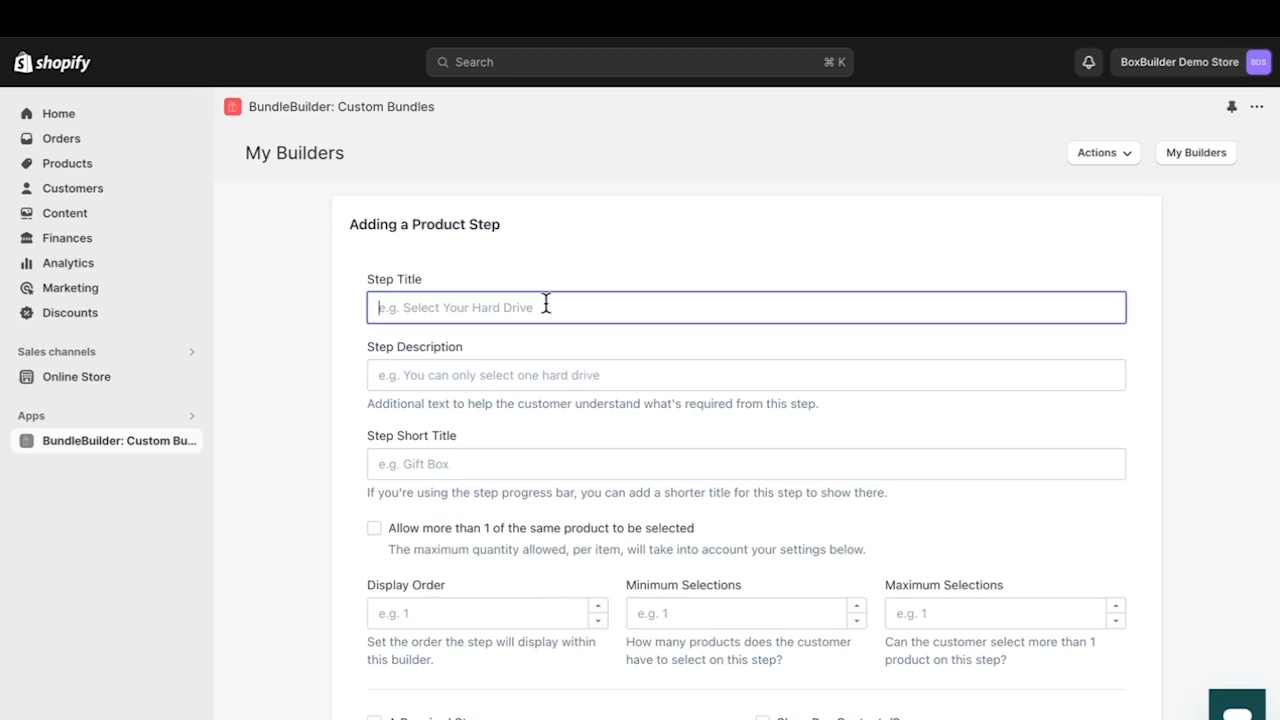 shopify
Search
⌘ K
BoxBuilder Demo Store
BDS
Home
Orders
Products
Customers
Content
Finances
Analytics
Marketing
Discounts
Sales channels
Online Store
Apps
BundleBuilder: Custom Bu...
BundleBuilder: Custom Bundles
My Builders
Actions
My Builders
Adding a Product Step
Step Title
e.g. Select Your Hard Drive
Step Description
e.g. You can only select one hard drive
Additional text to help the customer understand what's required from this step.
Step Short Title
e.g. Gift Box
If you're using the step progress bar, you can add a shorter title for this step to show there.
Allow more than 1 of the same product to be selected
The maximum quantity allowed, per item, will take into account your settings below.
Display Order
e.g. 1
Set the order the step will display within
this builder.
Minimum Selections
e.g. 1
How many products does the customer
have to select on this step?
Maximum Selections
e.g. 1
Can the customer select more than 1
product on this step?